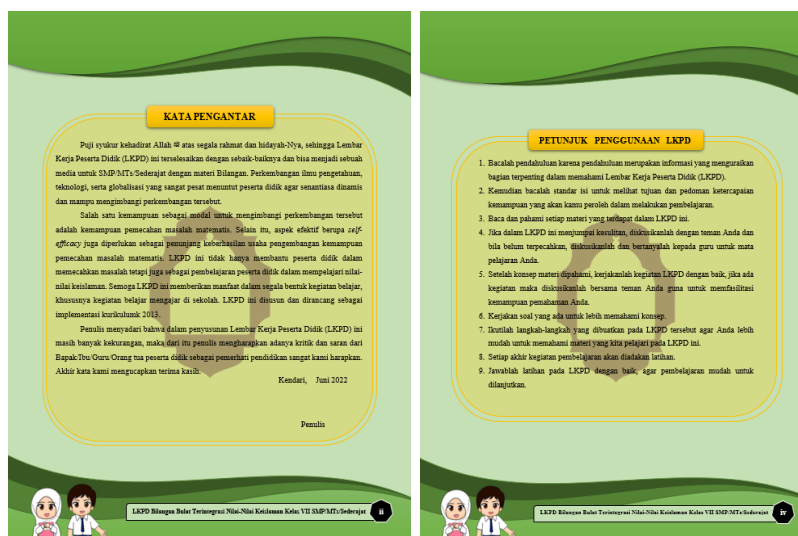 KATA PENGANTAR
Puji syukur kehadirat Allah ﷻ atas segala rahmat dan hidayah-Nya, sehingga Lembar
Kerja Peserta Didik (LKPD) ini terselesaikan dengan sebaik-baiknya dan bisa menjadi sebuah
media untuk SMP/MTs/Sederajat dengan materi Bilangan. Perkembangan ilmu pengetahuan,
teknologi, serta globalisasi yang sangat pesat menuntut peserta didik agar senantiasa dinamis
dan mampu mengimbangi perkembangan tersebut.
Salah satu kemampuan sebagai modal untuk mengimbangi perkembangan tersebut
adalah kemampuan pemecahan masalah matematis. Selain itu, aspek efektif berupa self-
efficacy juga diperlukan sebagai penunjang keberhasilan usaha pengembangan kemampuan
pemecahan masalah matematis. LKPD ini tidak hanya membantu peserta didik dalam
memecahkan masalah tetapi juga sebagai pembelajaran peserta didik dalam mempelajari nilai-
nilai keislaman. Semoga LKPD ini memberikan manfaat dalam segala bentuk kegiatan belajar,
khususnya kegiatan belajar mengajar di sekolah. LKPD ini disusun dan dirancang sebagai
implementasi kurikulumk 2013.
Penulis menyadari bahwa dalam penyusunan Lembar Kerja Peserta Didik (LKPD) ini
masih banyak kekurangan, maka dari itu penulis mengharapkan adanya kritik dan saran dari
Bapak/Ibu/Guru/Orang tua peserta didik sebagai pemerhati pendidikan sangat kami harapkan.
Akhir kata kami mengucapkan terima kasih.
Kendari, Juni 2022
Penulis
LKPD Bilangan Bulat Terintegrasi Nilai-Nilai Keislaman Kelas VII SMP/MTs/Sederajat
ii
PETUNJUK PENGGUNAAN LKPD
1. Bacalah pendahuluan karena pendahuluan merupakan informasi yang menguraikan
bagian terpenting dalam memahami Lembar Kerja Peserta Didik (LKPD).
2. Kemudian bacalah standar isi untuk melihat tujuan dan pedoman ketercapaian
kemampuan yang akan kamu peroleh dalam melakukan pembelajaran.
3. Baca dan pahami setiap materi yang terdapat dalam LKPD ini.
4. Jika dalam LKPD ini menjumpai kesulitan, diskusikanlah dengan teman Anda dan
bila belum terpecahkan, diskusikanlah dan bertanyalah kepada guru untuk mata
pelajaran Anda.
5. Setelah konsep materi dipahami, kerjakanlah kegiatan LKPD dengan baik, jika ada
kegiatan maka diskusikanlah bersama teman Anda guna untuk memfasilitasi
kemampuan pemahaman Anda.
6. Kerjakan soal yang ada untuk lebih memahami konsep.
7. Ikutilah langkah-langkah yang dibuatkan pada LKPD tersebut agar Anda lebih
mudah untuk memahami materi yang kita pelajari pada LKPD ini.
8. Setiap akhir kegiatan pembelajaran akan diadakan latihan.
9. Jawablah latihan pada LKPD dengan baik, agar pembelajaran mudah untuk
dilanjutkan.
LKPD Bilangan Bulat Terintegrasi Nilai-Nilai Keislaman Kelas VII SMP/MTs/Sederajat
iv